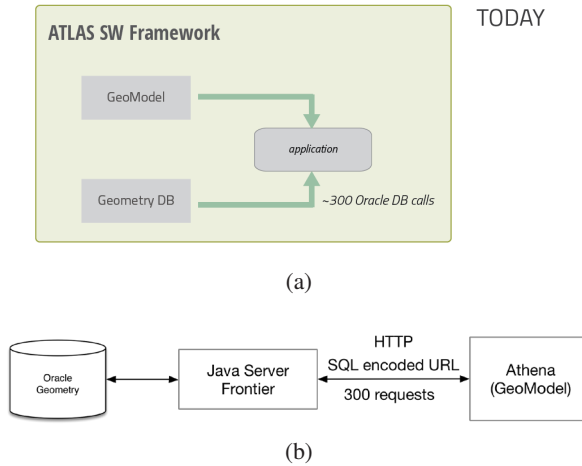 TODAY
ATLAS SW Framework
GeoModel
application
Geometry DB
~300 Oracle DB calls
(a)
Oracle
Geometry
Java Server
Frontier
HTTP
SQL encoded URL
300 requests
Athena
(GeoModel)
(b)